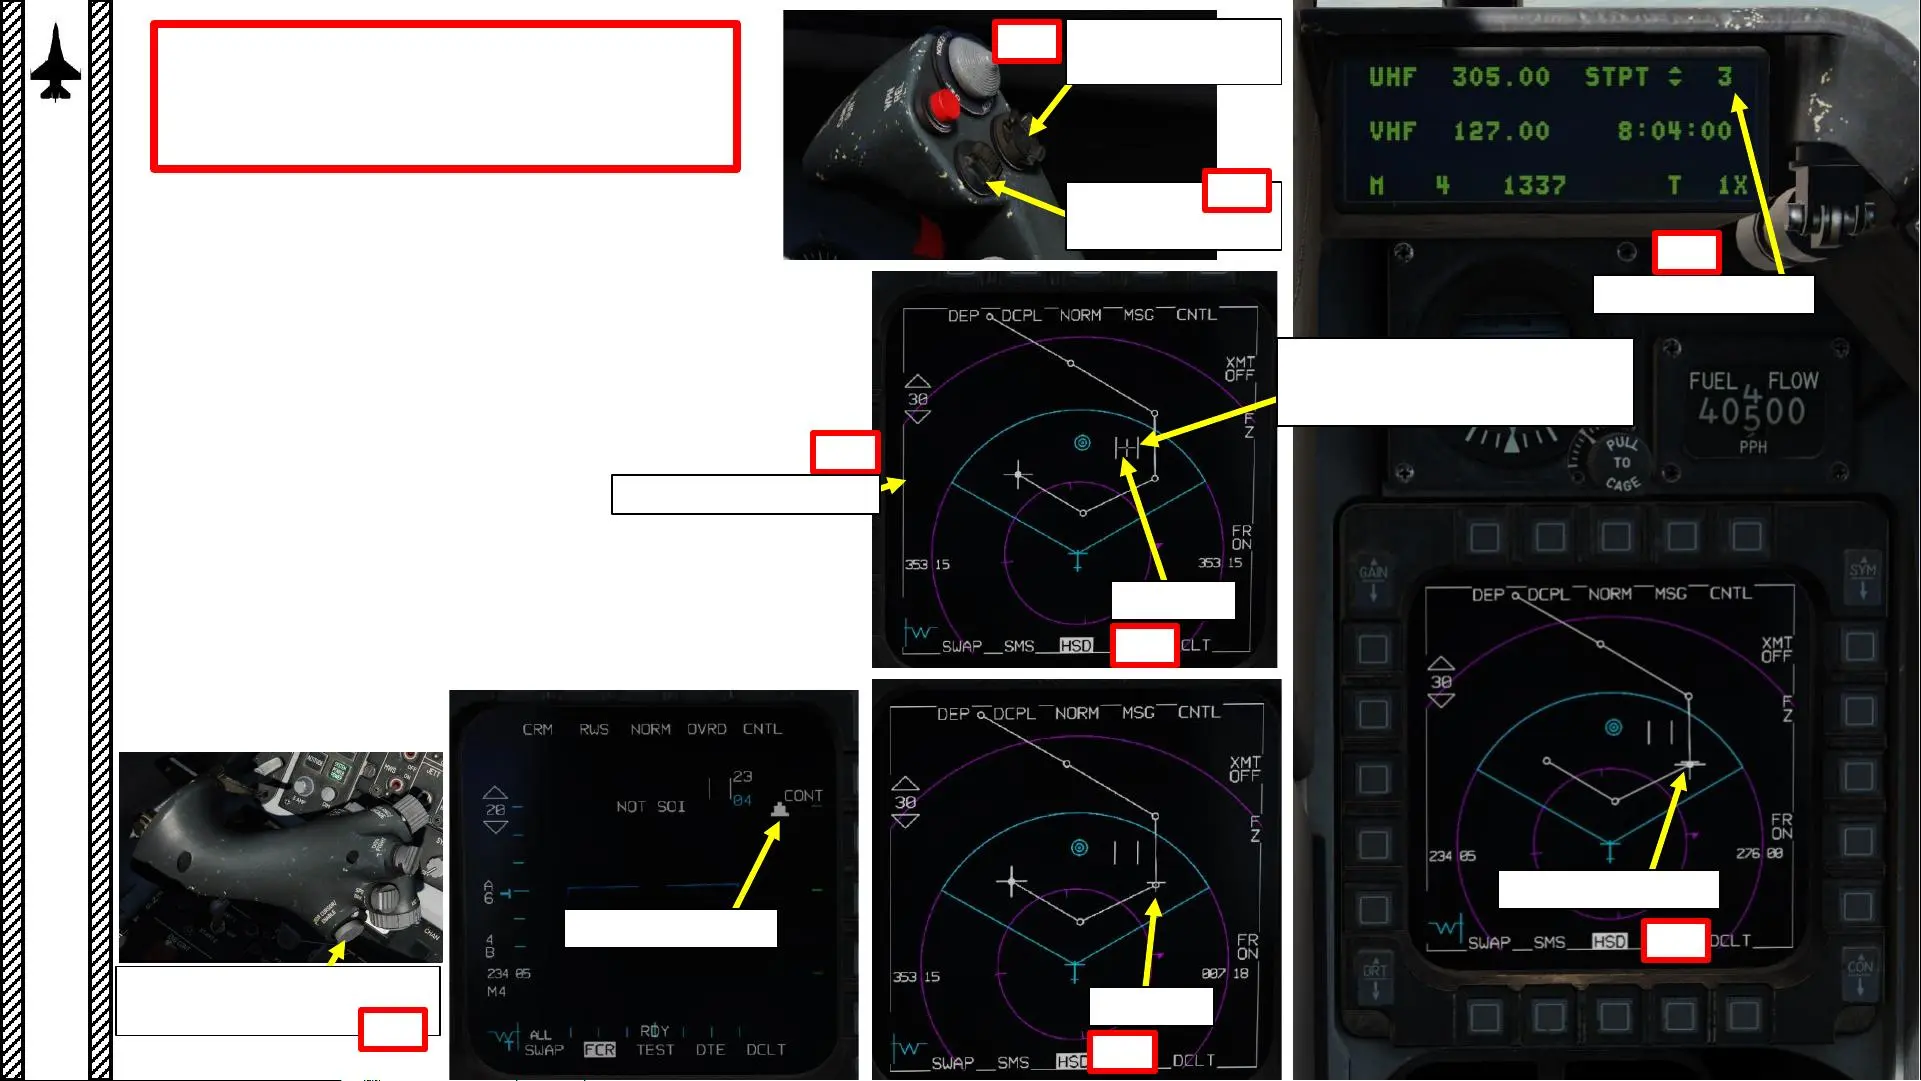 WPN
REL
UHF 305.00 STPT 3
VHF 127.00 8:04:00
M 4 1337 T 1X
DEP DCPL NORM MSG CNTL
XMT
OFF
30
F
Z
FR
ON
353 15
353 15
SWAP SMS HSD CLT
FUEL FLOW
PPH
PULL
TO
CAGE
GAIN
SYM
DEP DCPL NORM MSG CNTL
XMT
OFF
30
F
Z
FR
ON
234 05
276 00
SWAP SMS HSD DCLT
BRT
CON
CRM RWS NORM OVRD CNTL
23
04
NOT SOI
CONT
20
A
6
4
B
234 05
M4
ALL
RDY
SWAP FCR TEST DTE DCLT
DEP DCPL NORM MSG CNTL
XMT
OFF
30
F
Z
FR
ON
353 15
007 18
SWAP SMS HSD DCLT